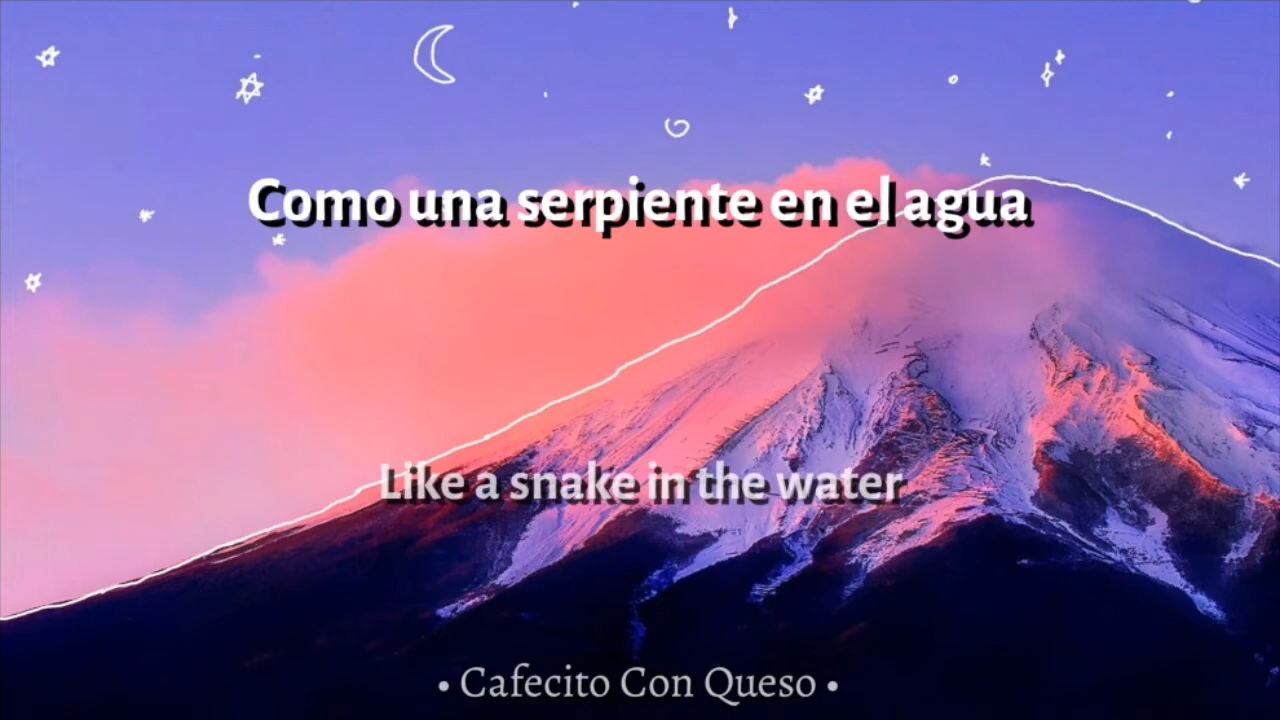 Como una serpiente en el agua
Like a snake in the water
• Cafecito Con Queso •